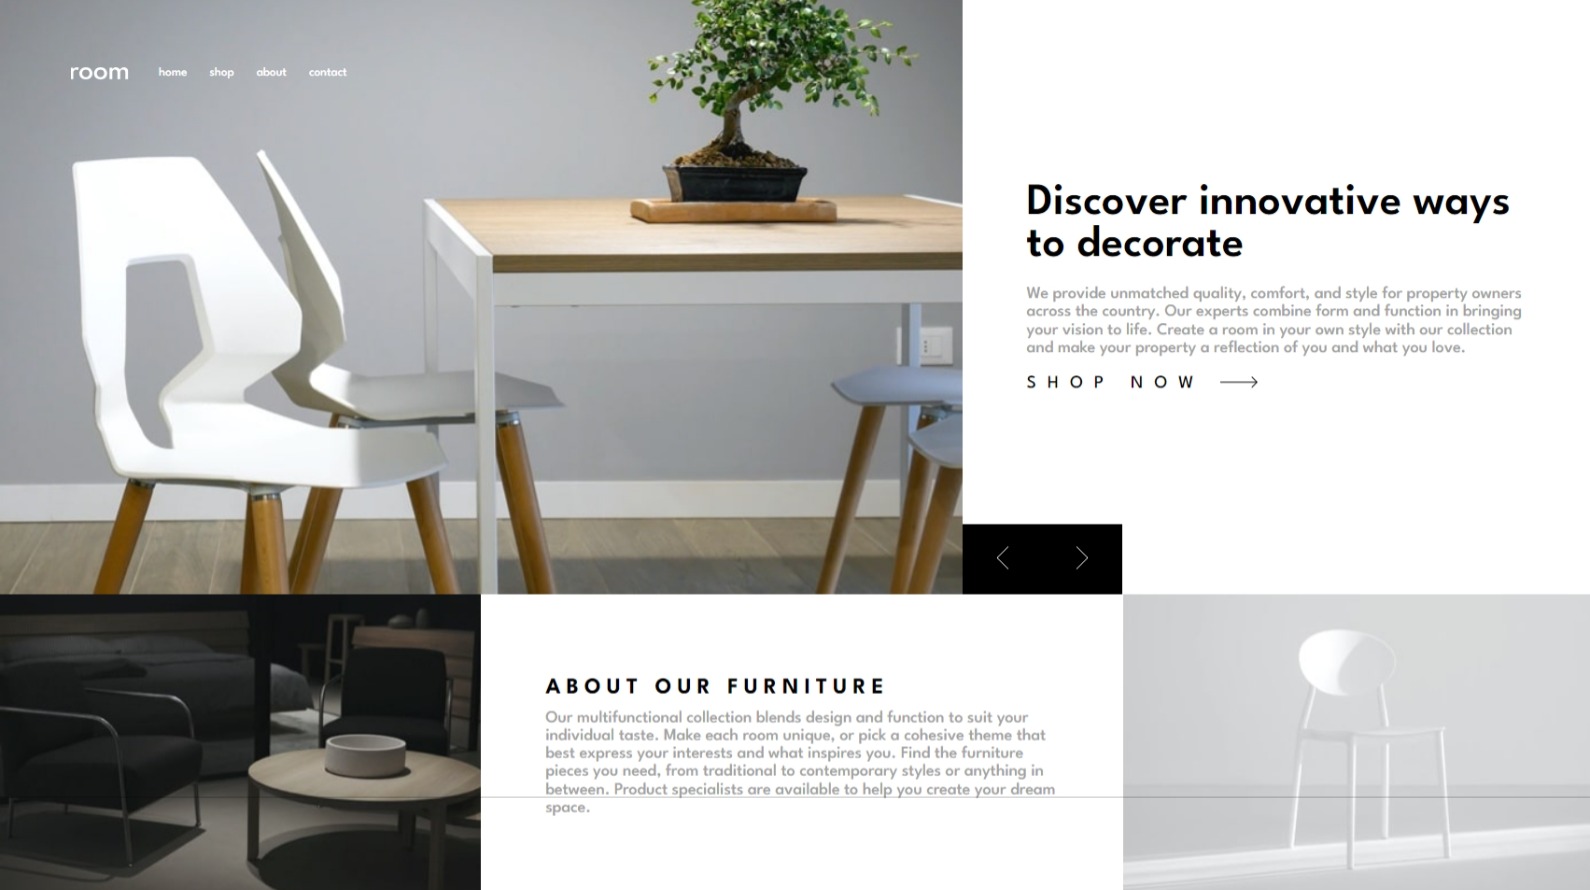 room home shop about contact
Discover innovative ways
to decorate
We provide unmatched quality, comfort, and style for property owners
across the country. Our experts combine form and function in bringing
your vision to life. Create a room in your own style with our collection
and make your property a reflection of you and what you love.
SHOP NOW
ABOUT OUR FURNITURE
Our multifunctional collection blends design and function to suit your
individual taste. Make each room unique, or pick a cohesive theme that
best express your interests and what inspires you. Find the furniture
pieces you need, from traditional to contemporary styles or anything in
between. Product specialists are available to help you create your dream
space.